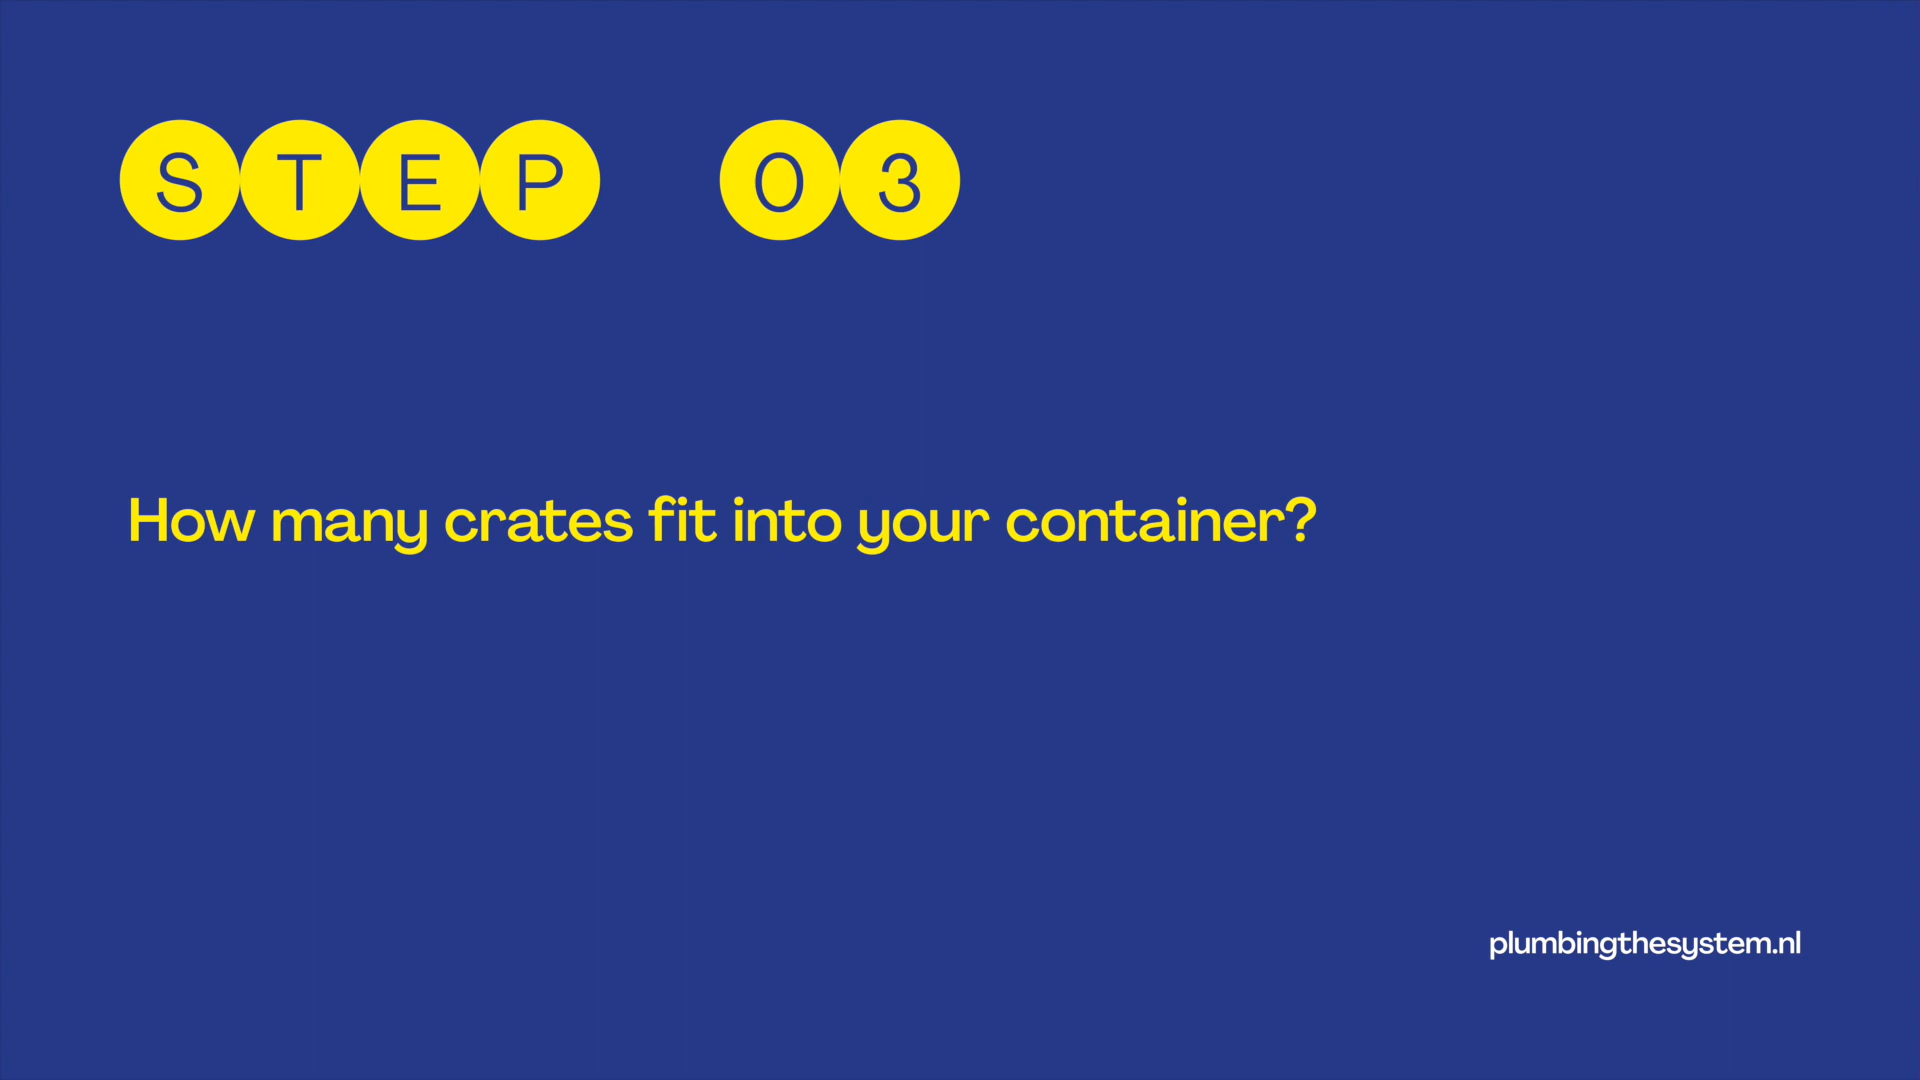 STEP 03
How many crates fit into your container?
plumbingthesystem.nl